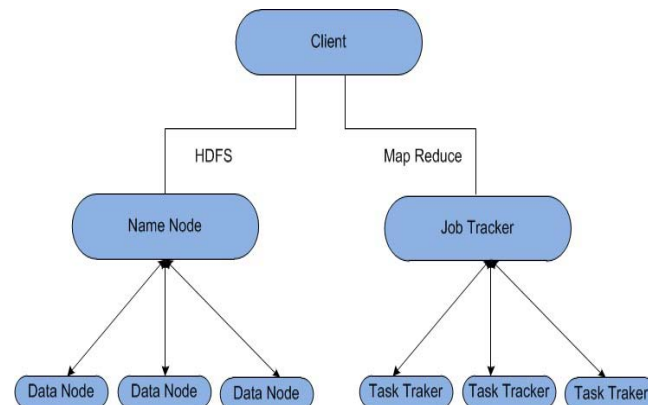 Client
HDFS
Map Reduce
Name Node
Job Tracker
Data Node
Data Node
Data Node
Task Traker
Task Tracker
Task Traker